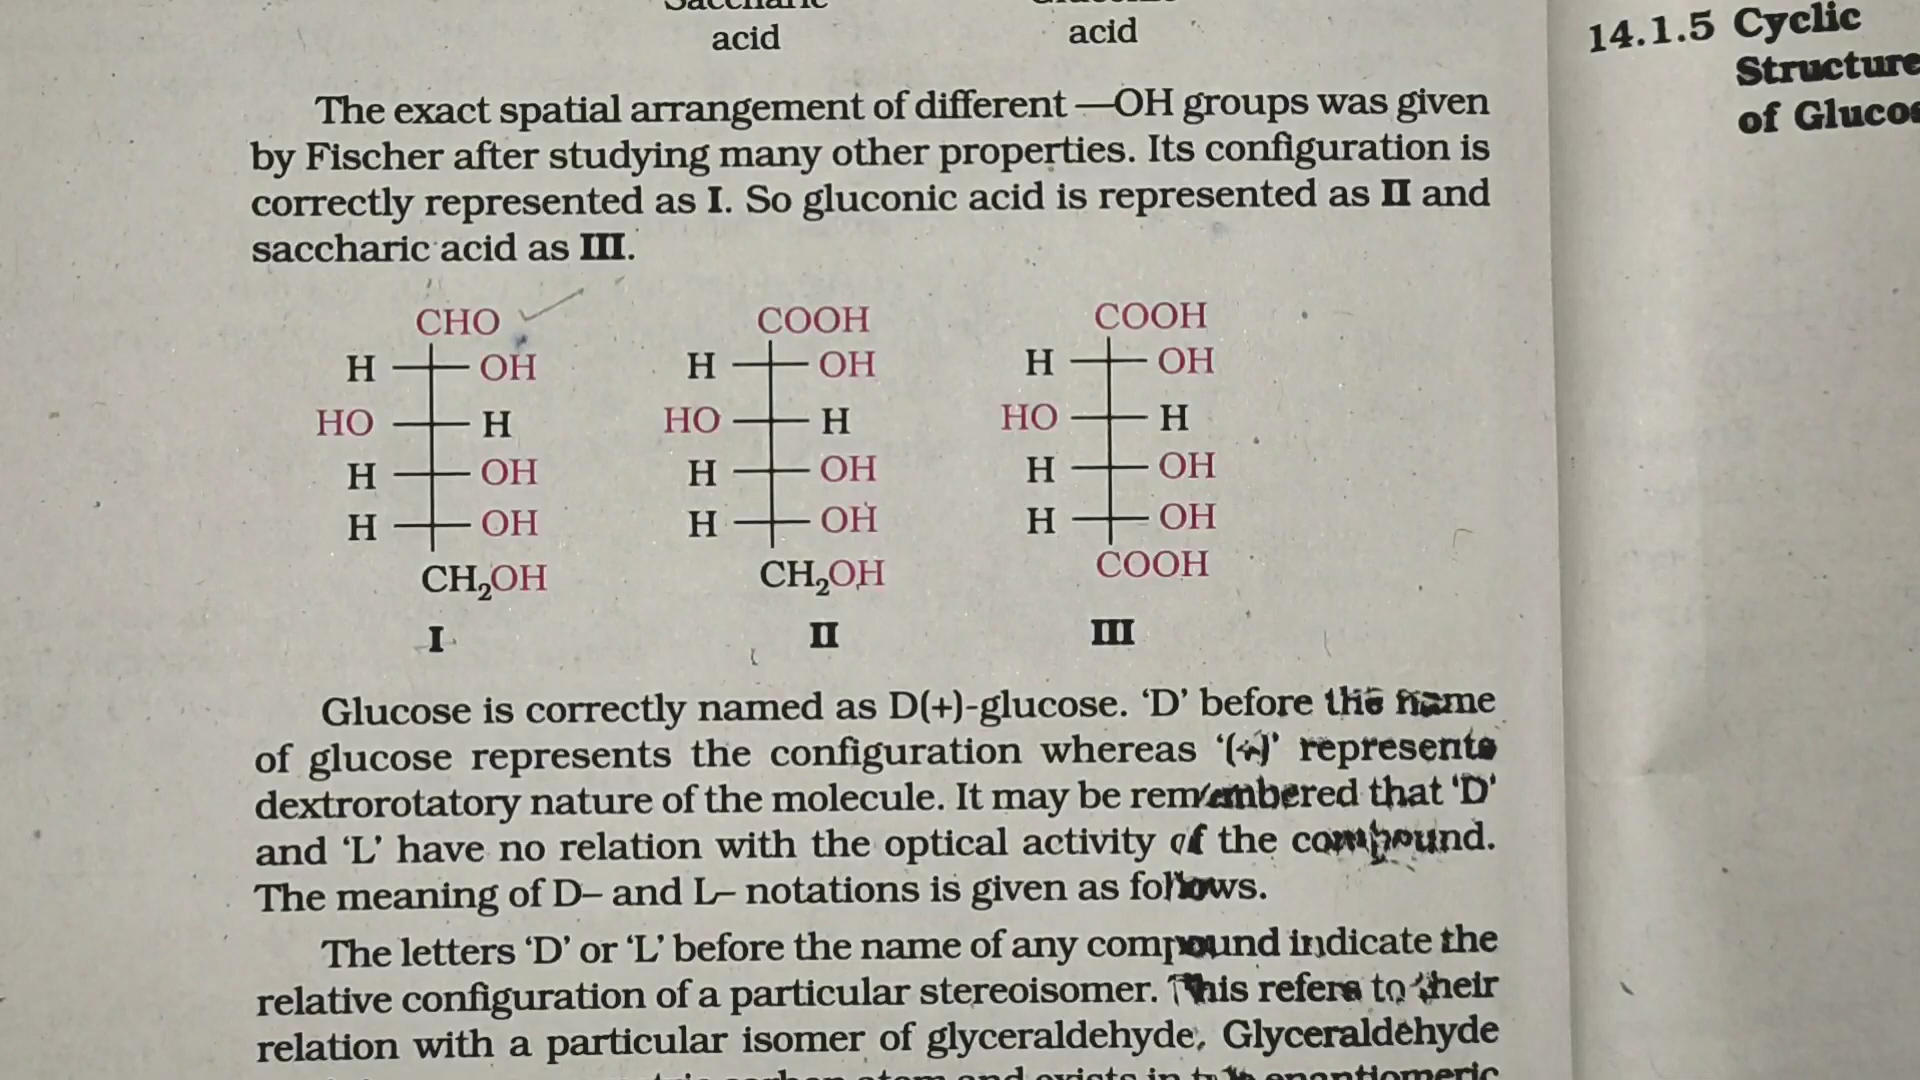 acid
acid
The exact spatial arrangement of different —OH groups was given
by Fischer after studying many other properties. Its configuration is
correctly represented as I. So gluconic acid is represented as II and
saccharic acid as III.
CHO
H OH
HO H
H OH
H OH
CH₂OH
I
COOH
H OH
HO H
H OH
H OH
CH₂OH
II
COOH
H OH
HO H
H OH
H OH
COOH
III
Glucose is correctly named as D(+)-glucose. ‘D’ before the name
of glucose represents the configuration whereas ‘(+)’ represents
dextrorotatory nature of the molecule. It may be remembered that ‘D’
and ‘L’ have no relation with the optical activity of the compound.
The meaning of D– and L– notations is given as follows.
The letters ‘D’ or ‘L’ before the name of any compound indicate the
relative configuration of a particular stereoisomer. This refers to their
relation with a particular isomer of glyceraldehyde. Glyceraldehyde
14.1.5 Cyclic
Structure
of